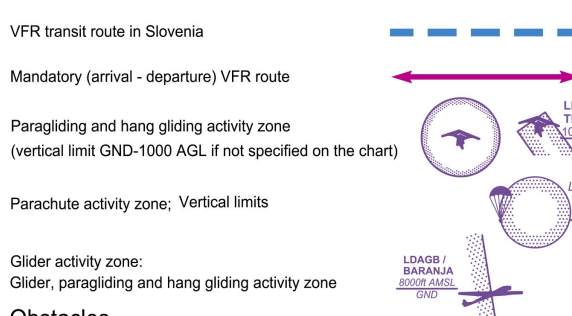 VFR transit route in Slovenia
Mandatory (arrival - departure) VFR route
Paragliding and hang gliding activity zone
(vertical limit GND-1000 AGL if not specified on the chart)
Parachute activity zone; Vertical limits
Glider activity zone:
Glider, paragliding and hang gliding activity zone
LDAGB /
BARANJA
8000ft AMSL
GND